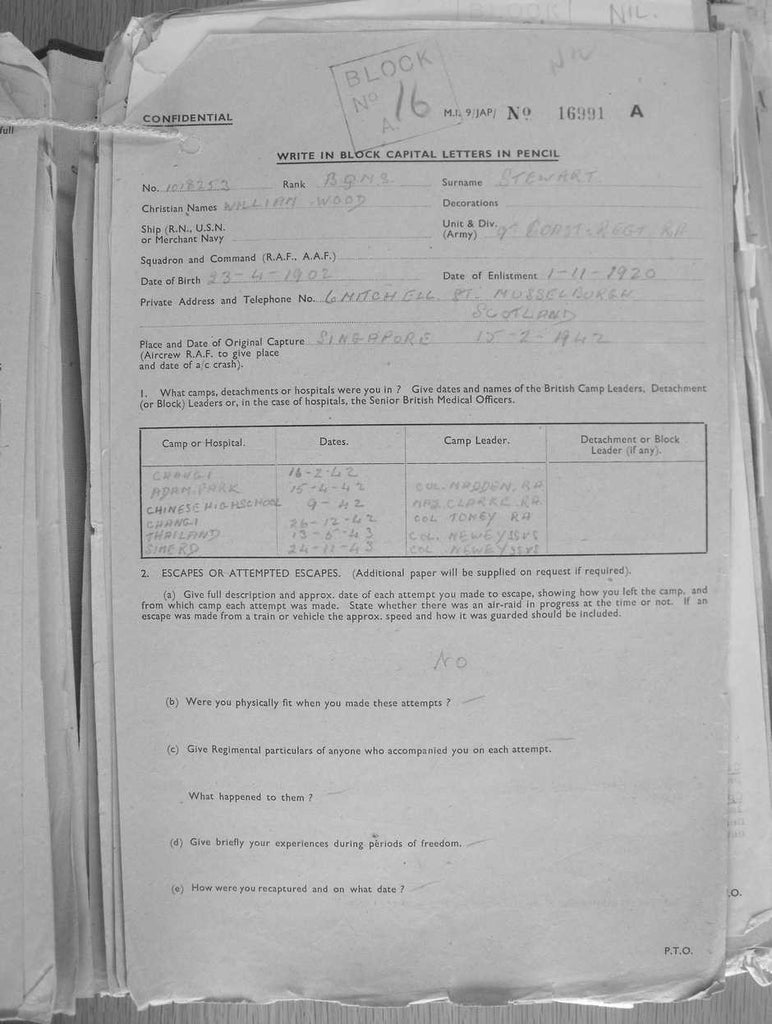 BLOCK
NIL.
full
BLOCK
Nº 16
A.
CONFIDENTIAL
M.I. 9/JAP/ Nº 16991 A
WRITE IN BLOCK CAPITAL LETTERS IN PENCIL
No. 1018253 Rank BQMS Surname STEWART
Christian Names WILLIAM WOOD Decorations
Ship (R.N., U.S.N. or Merchant Navy
Unit & Div. (Army) 9th COAST REGT. RA
Squadron and Command (R.A.F., A.A.F.)
Date of Birth 23-4-1902 Date of Enlistment 1-11-1920
Private Address and Telephone No. 6 MITCHELL ST. MUSSELBURGH
SCOTLAND
Place and Date of Original Capture SINGAPORE 15-2-1942
(Aircrew R.A.F. to give place
and date of a/c crash).
1. What camps, detachments or hospitals were you in ? Give dates and names of the British Camp Leaders, Detachment
(or Block) Leaders or, in the case of hospitals, the Senior British Medical Officers.
Camp or Hospital. Dates. Camp Leader. Detachment or Block
Leader (if any).
CHANGI 16-2-42
ADAM PARK 15-4-42 COL. MADDEN. RA
CHINESE HIGHSCHOOL 9-42 MAJ. CLARKE. RA.
CHANGI 26-12-42 COL TONEY RA
THAILAND 13-5-43 COL. NEWEY SSVS
SIME RD 24-11-43 COL NEWEY SSVS
2. ESCAPES OR ATTEMPTED ESCAPES. (Additional paper will be supplied on request if required).
(a) Give full description and approx. date of each attempt you made to escape, showing how you left the camp, and
from which camp each attempt was made. State whether there was an air-raid in progress at the time or not. If an
escape was made from a train or vehicle the approx. speed and how it was guarded should be included.
NO
(b) Were you physically fit when you made these attempts ?
(c) Give Regimental particulars of anyone who accompanied you on each attempt.
What happened to them ?
(d) Give briefly your experiences during periods of freedom.
(e) How were you recaptured and on what date ?
.O.
P.T.O.